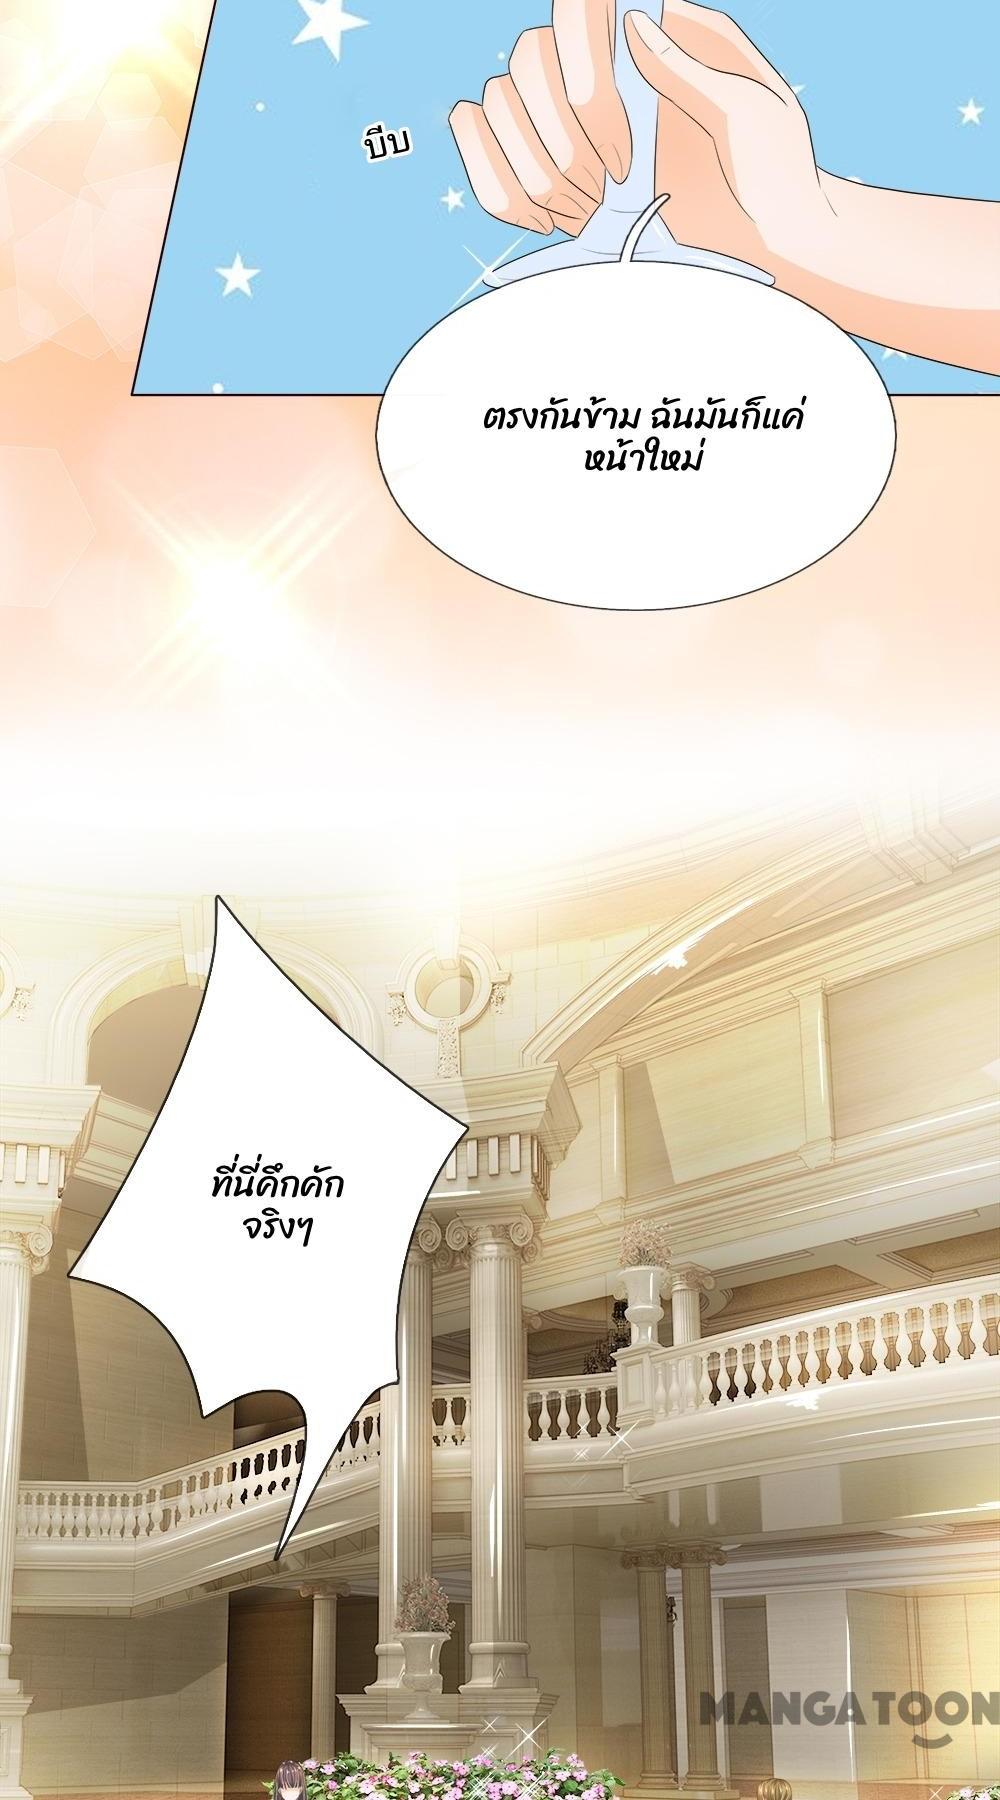 บีบ
ตรงกันข้าม ฉันมันก็แค่
หน้าใหม่
ที่นี่คึกคัก
จริงๆ
MANGATOON